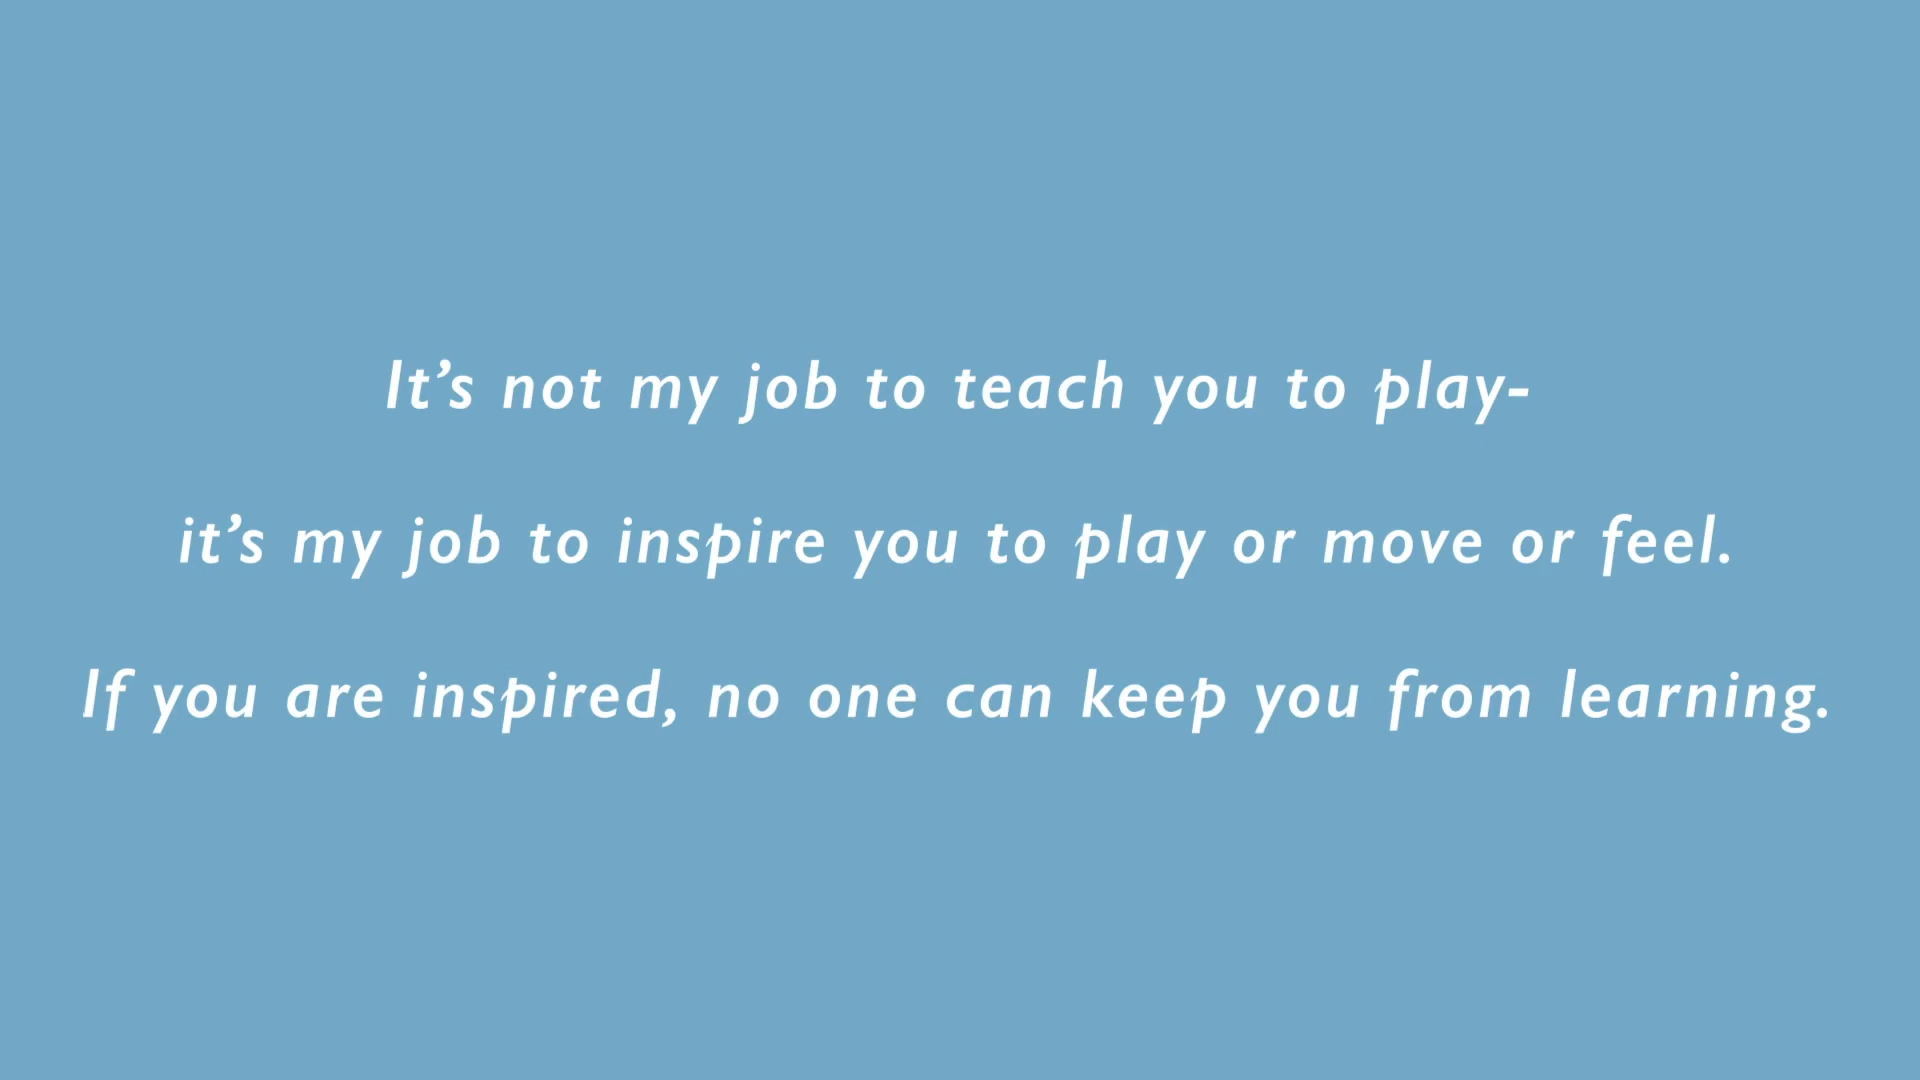 It’s not my job to teach you to play-
it’s my job to inspire you to play or move or feel.
If you are inspired, no one can keep you from learning.